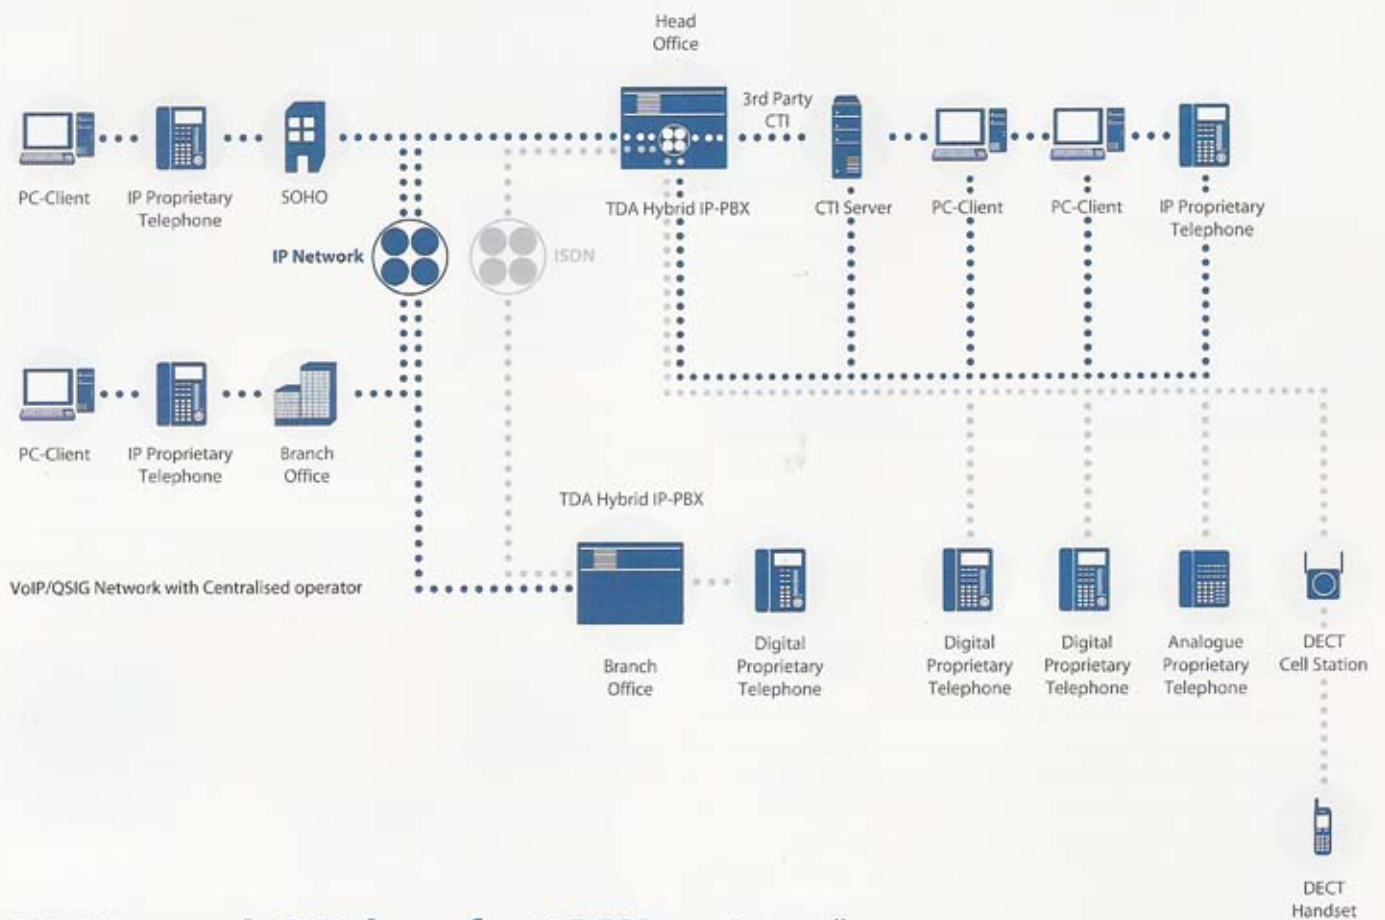 Head
Office
3rd Party
CTI
PC-Client
IP Proprietary
Telephone
SOHO
TDA Hybrid IP-PBX
CTI Server
PC-Client
PC-Client
IP Proprietary
Telephone
IP Network
ISDN
PC-Client
IP Proprietary
Telephone
Branch
Office
TDA Hybrid IP-PBX
VoIP/QSIG Network with Centralised operator
Branch
Office
Digital
Proprietary
Telephone
Digital
Proprietary
Telephone
Digital
Proprietary
Telephone
Analogue
Proprietary
Telephone
DECT
Cell Station
DECT
Handset